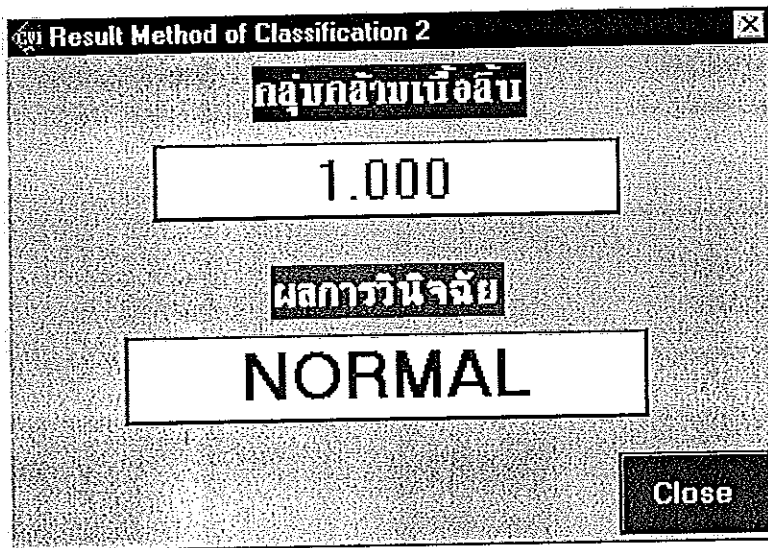 CVI Result Method of Classification 2
กลุ่มกล้ามเนื้อลิ้น
1.000
ผลการวินิจฉัย
NORMAL
Close